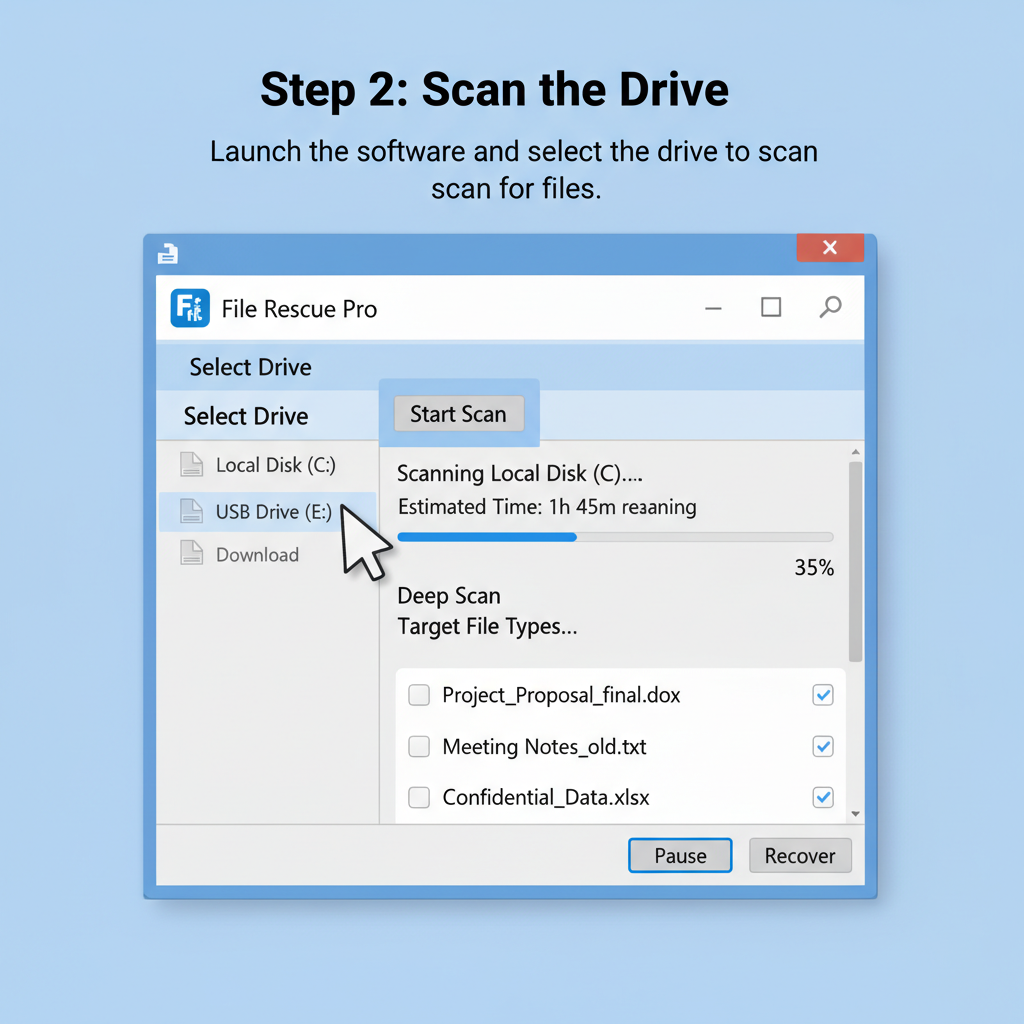 Step 2: Scan the Drive
Launch the software and select the drive to scan
scan for files.
File Rescue Pro
Select Drive
Select Drive
Start Scan
Local Disk (C:)
USB Drive (E:)
Download
Scanning Local Disk (C)....
Estimated Time: 1h 45m reaaning
35%
Deep Scan
Target File Types...
Project_Proposal_final.dox
Meeting Notes_old.txt
Confidential_Data.xlsx
Pause
Recover